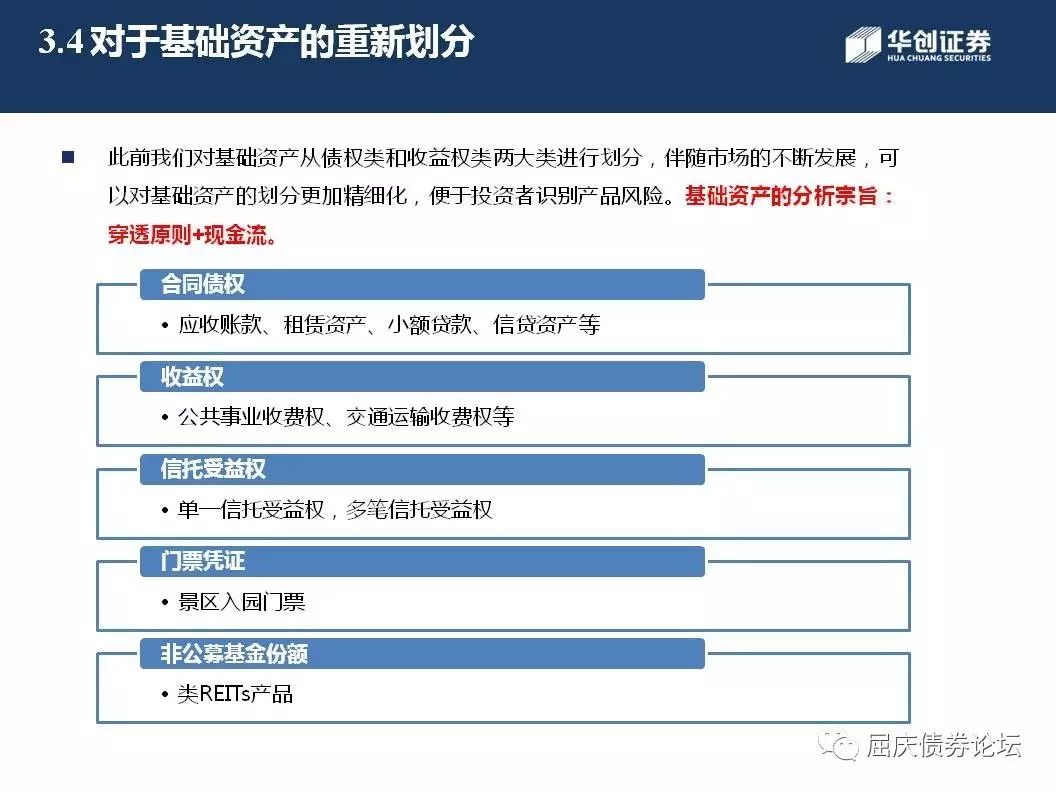 3.4对于基础资产的重新划分
华创证券
HUA CHUANG SECURITIES
■ 此前我们对基础资产从债权类和收益权类两大类进行划分，伴随市场的不断发展，可
以对基础资产的划分更加精细化，便于投资者识别产品风险。基础资产的分析宗旨：
穿透原则+现金流。
合同债权
• 应收账款、租赁资产、小额贷款、信贷资产等
收益权
• 公共事业收费权、交通运输收费权等
信托受益权
• 单一信托受益权，多笔信托受益权
门票凭证
• 景区入园门票
非公募基金份额
• 类REITs产品
屈庆债券论坛